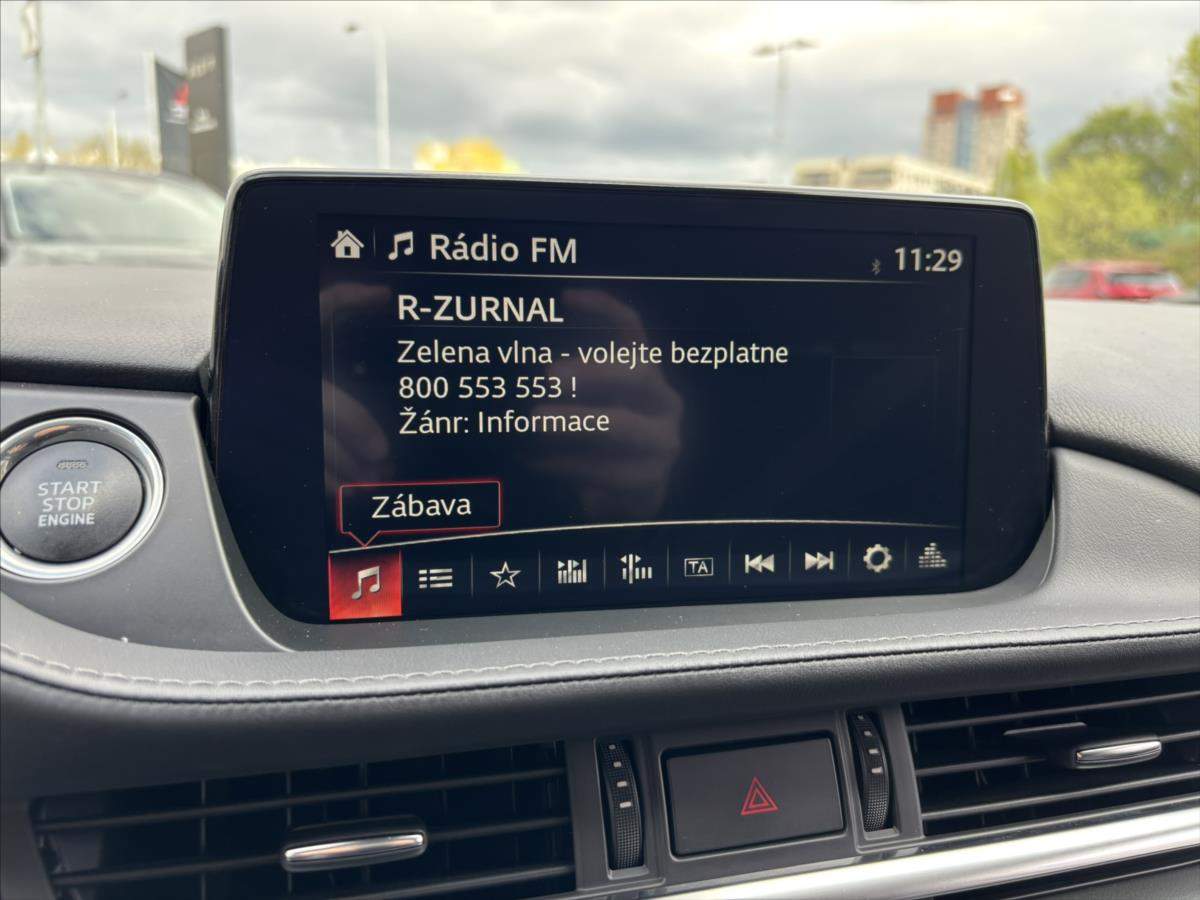 Rádio FM
11:29
R-ZURNAL
Zelena vlna - volejte bezplatne
800 553 553 !
Žánr: Informace
Zábava
TA
START
STOP
ENGINE